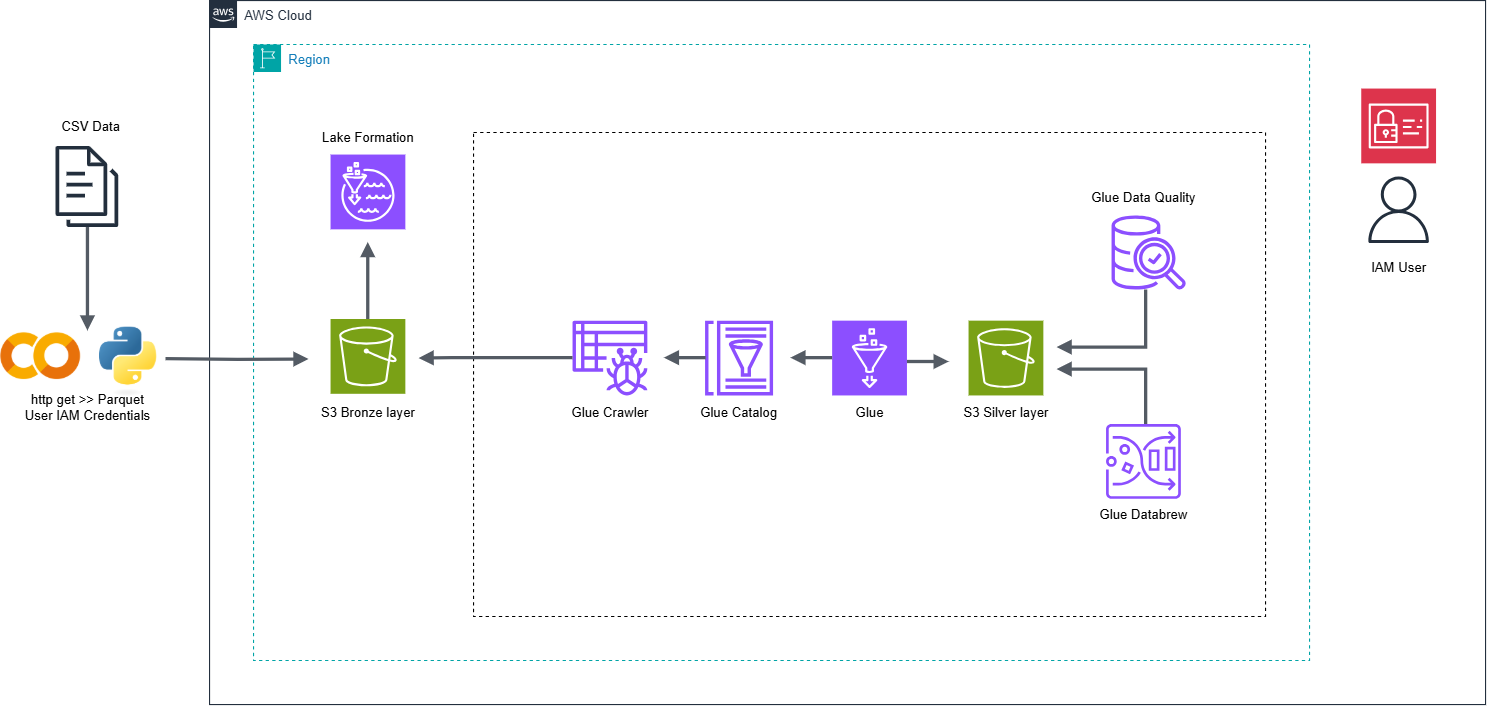 aws
AWS Cloud
Region
CSV Data
Lake Formation
Glue Data Quality
IAM User
http get >> Parquet
User IAM Credentials
S3 Bronze layer
Glue Crawler
Glue Catalog
Glue
S3 Silver layer
Glue Databrew